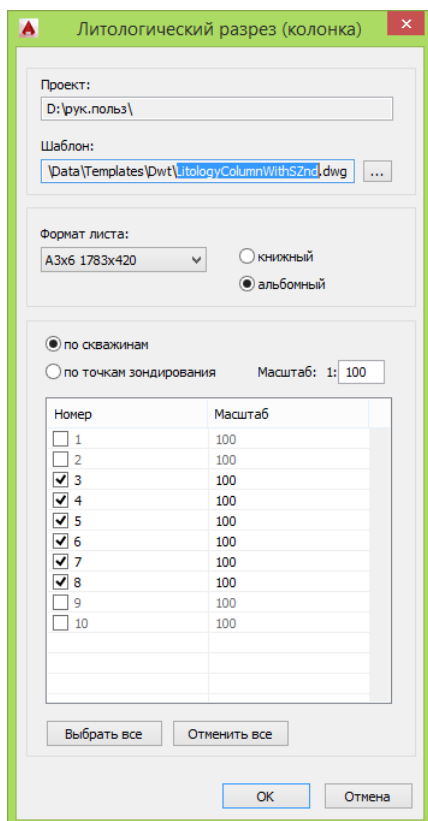 Литологический разрез (колонка)
Проект:
D:\рук.польз\
Шаблон:
\Data\Templates\Dwt\LitologyColumnWithSZnd.dwg ...
Формат листа:
A3x6 1783x420
книжный
альбомный
по скважинам
по точкам зондирования Масштаб: 1: 100
Номер Масштаб
1 100
2 100
3 100
4 100
5 100
6 100
7 100
8 100
9 100
10 100
Выбрать все Отменить все
OK Отмена